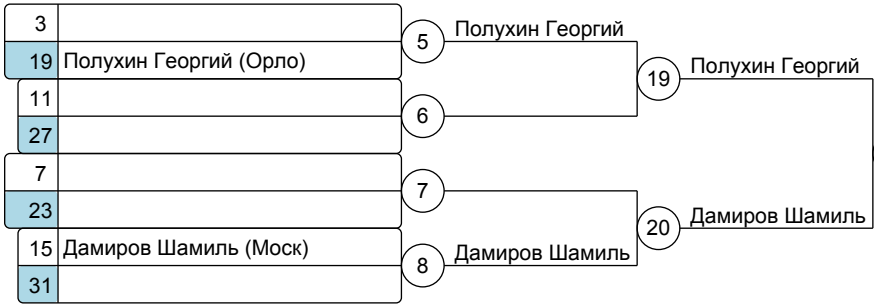 3
19 Полухин Георгий (Орло)
11
27
7
23
15 Дамиров Шамиль (Моск)
31
5
6
7
8
Полухин Георгий
Дамиров Шамиль
19
20
Полухин Георгий
Дамиров Шамиль